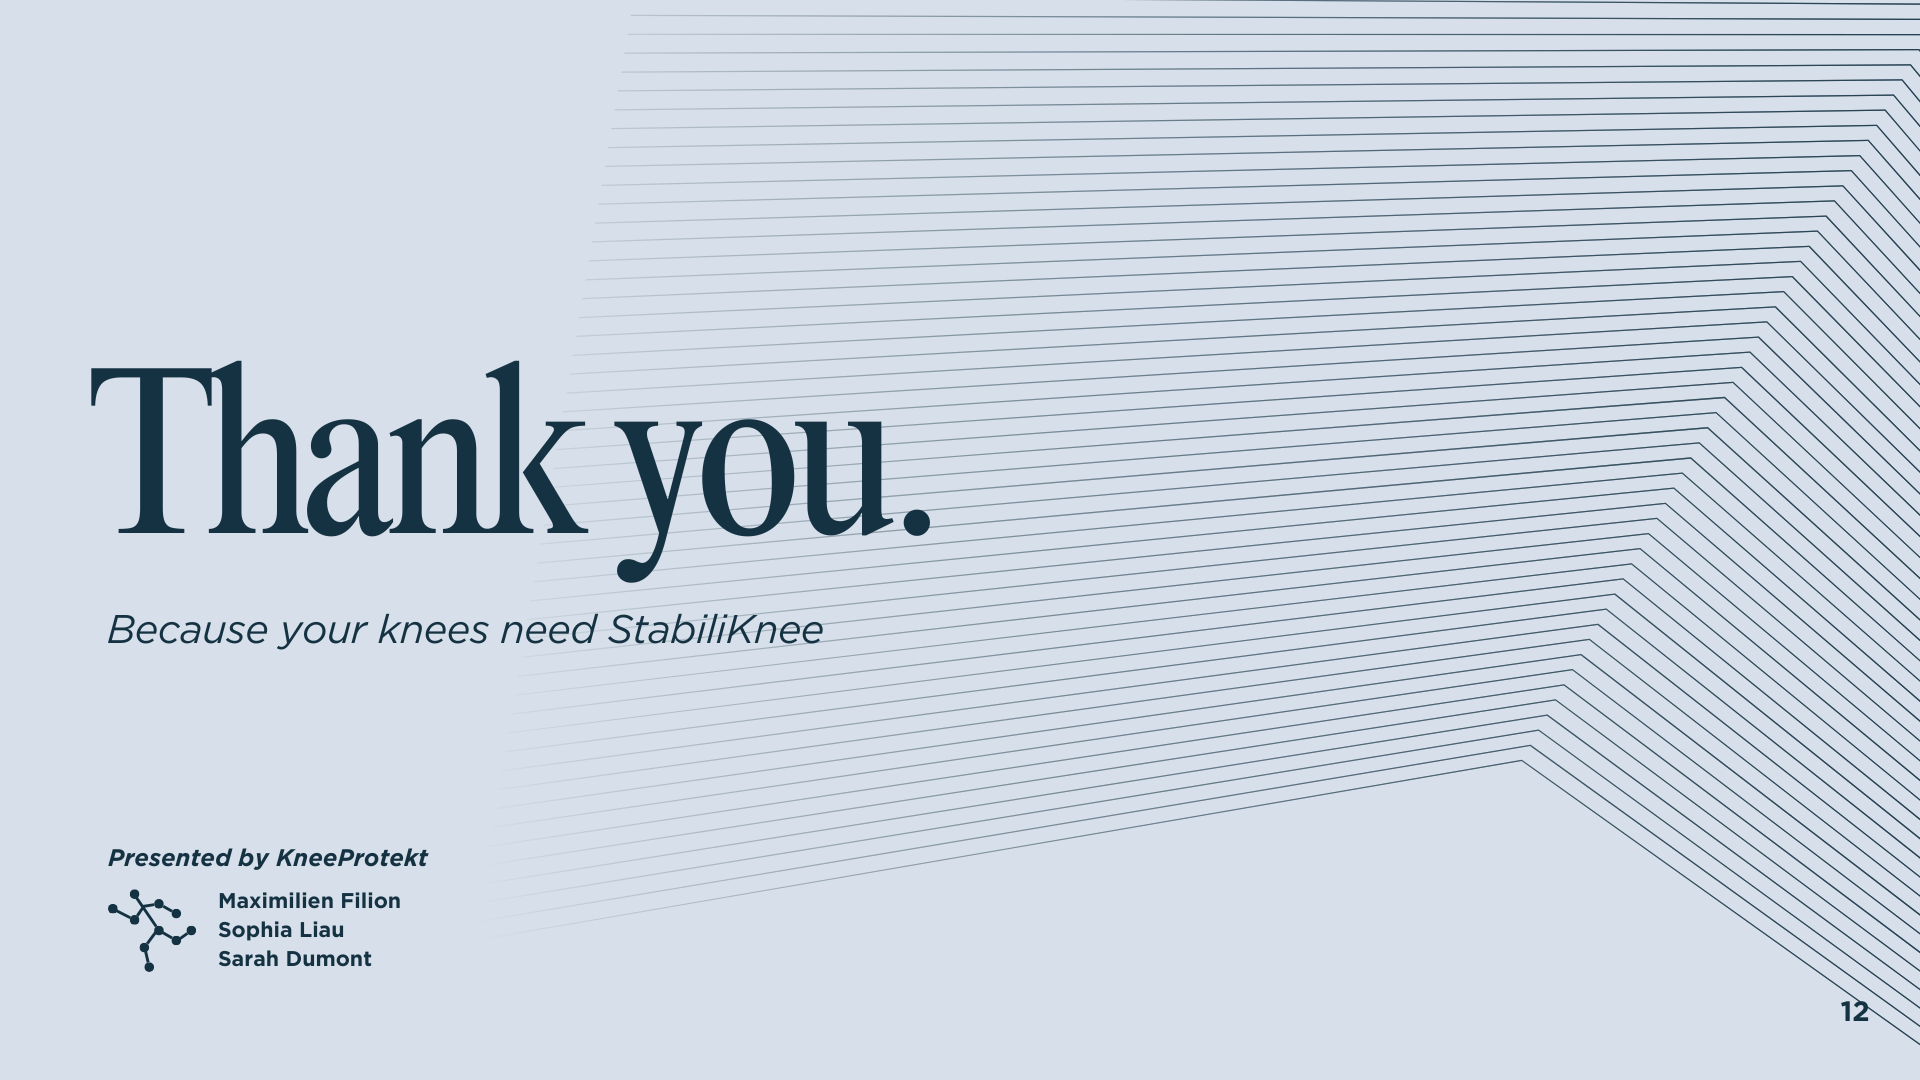 Thank you.
Because your knees need StabiliKnee
Presented by KneeProtekt
Maximilien Filion
Sophia Liau
Sarah Dumont
12